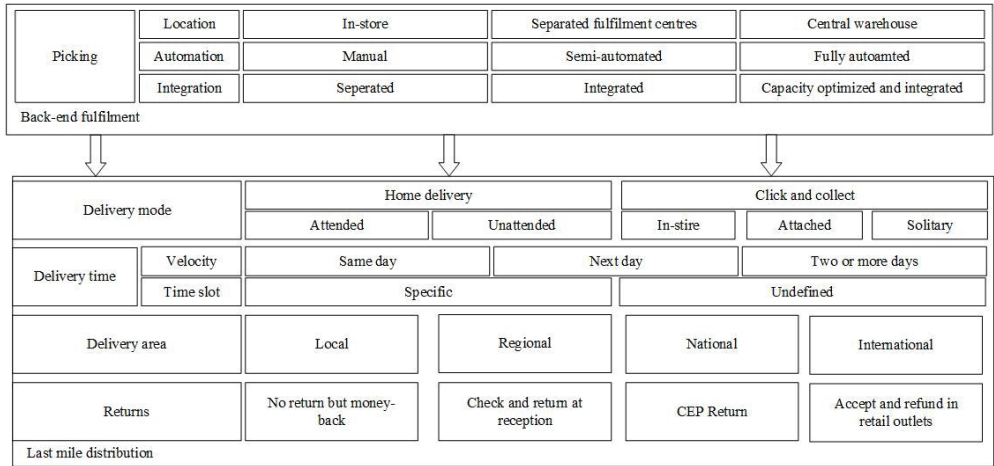 Location In-store Separated fulfilment centres Central warehouse
Picking Automation Manual Semi-automated Fully autoamted
Integration Seperated Integrated Capacity optimized and integrated
Back-end fulfilment
Home delivery Click and collect
Delivery mode
Attended Unattended In-stire Attached Solitary
Velocity Same day Next day Two or more days
Delivery time
Time slot Specific Undefined
Delivery area Local Regional National International
Returns
No return but money-
back
Check and return at
reception
CEP Return
Accept and refund in
retail outlets
Last mile distribution